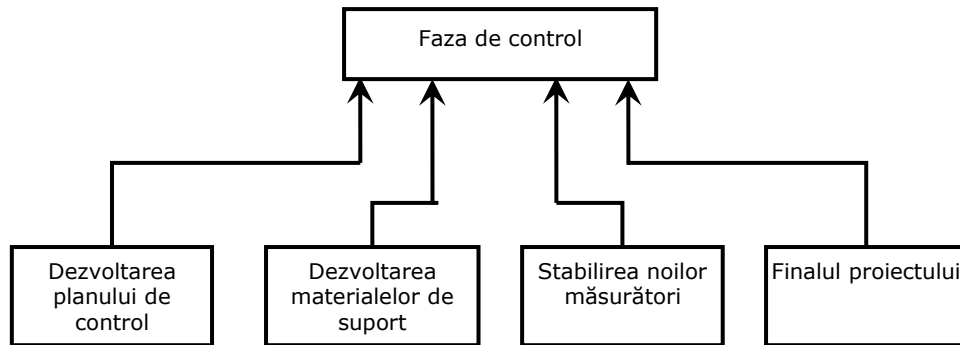 Faza de control
Dezvoltarea
planului de
control
Dezvoltarea
materialelor de
suport
Stabilirea noilor
măsurători
Finalul proiectului